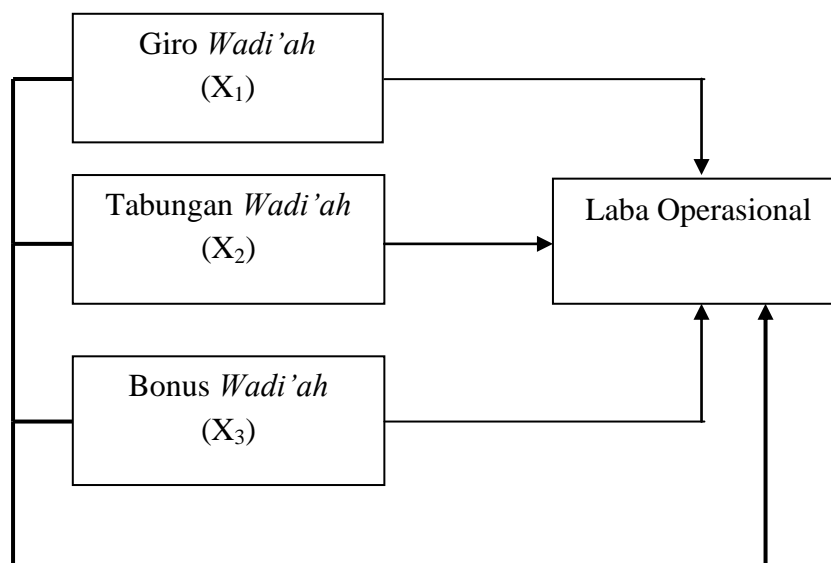 Giro Wadi’ah
(X₁)
Tabungan Wadi’ah
(X₂)
Laba Operasional
Bonus Wadi’ah
(X₃)